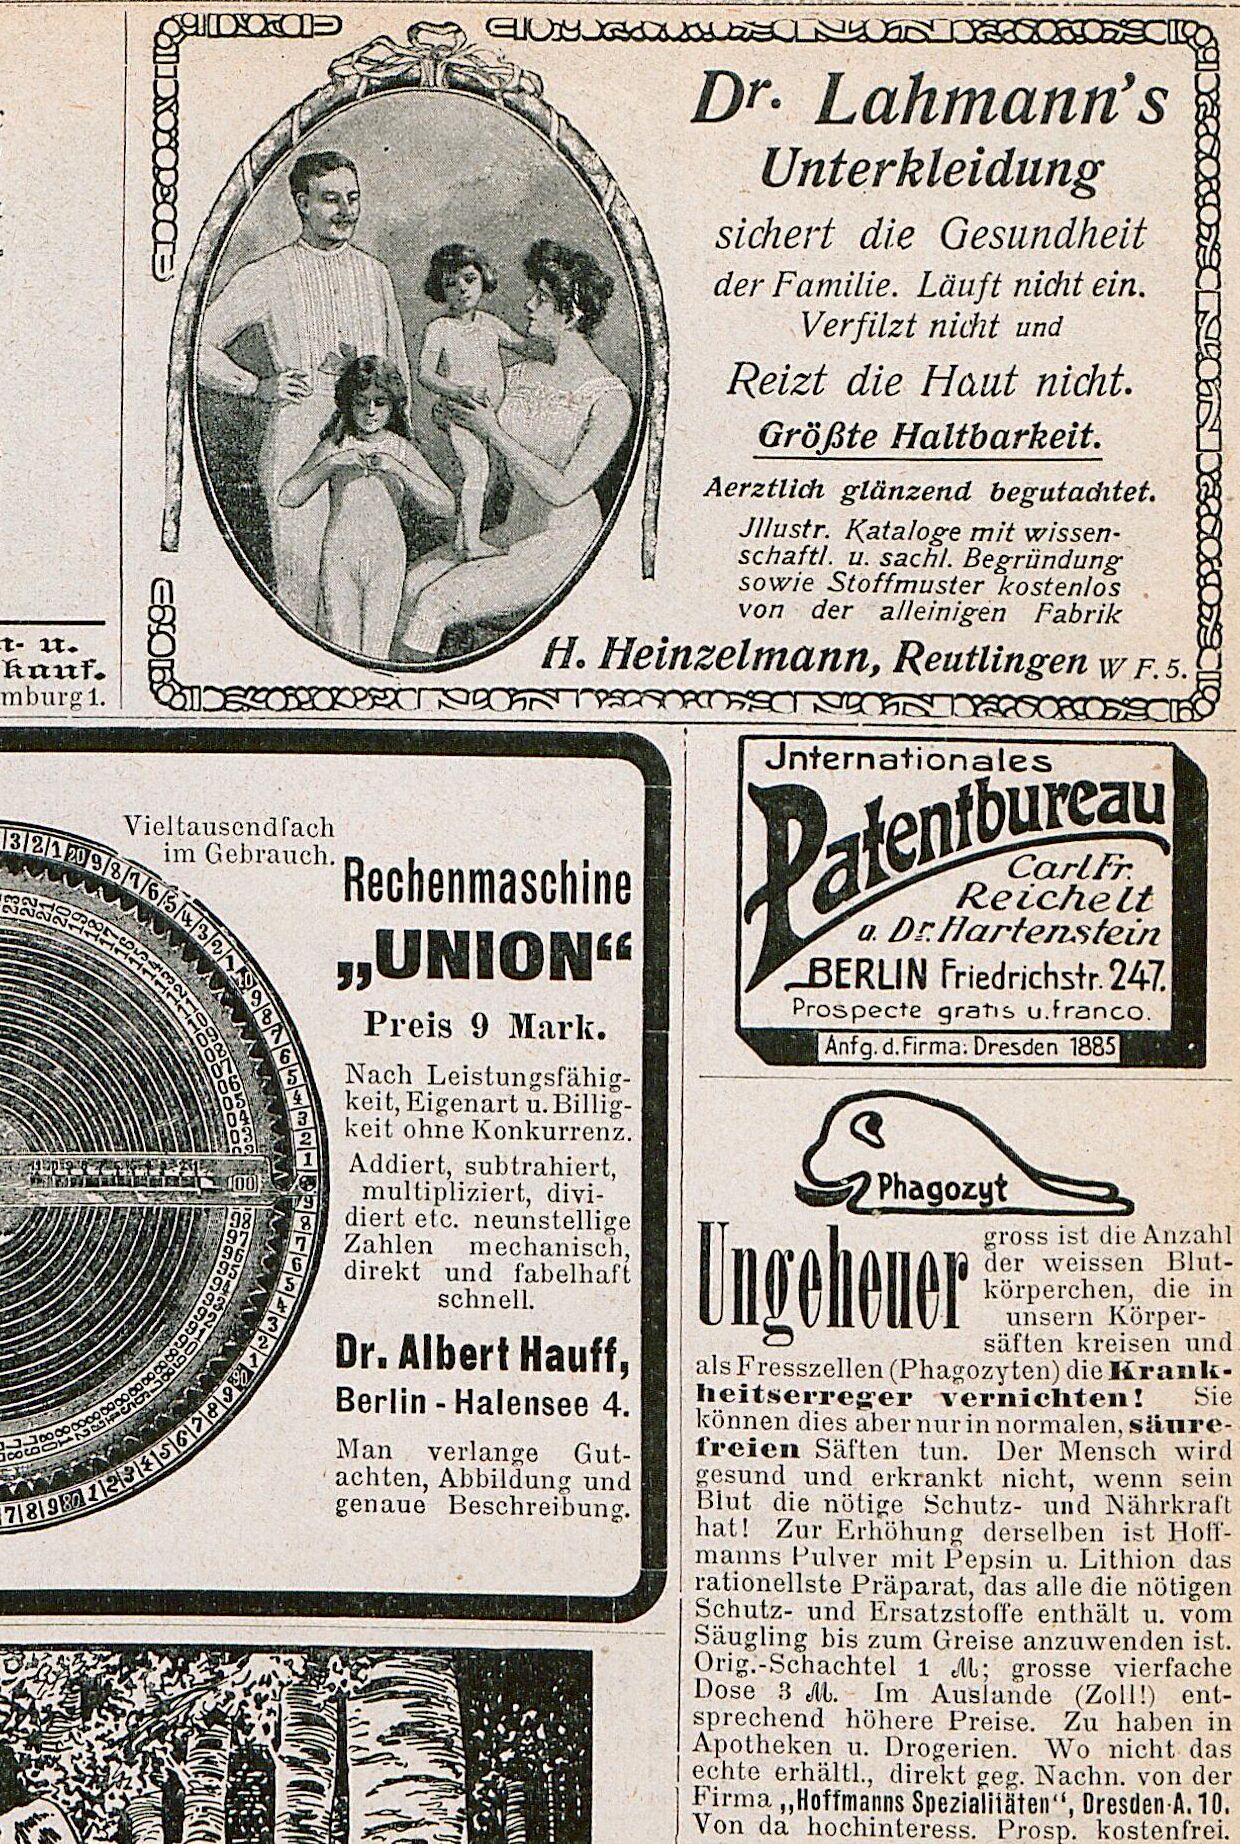 Dr. Lahmann's
Unterkleidung
sichert die Gesundheit
der Familie. Läuft nicht ein.
Verfilzt nicht und
Reizt die Haut nicht.
Größte Haltbarkeit.
Aerztlich glänzend begutachtet.
Jllustr. Kataloge mit wissen-
schaftl. u. sachl. Begründung
sowie Stoffmuster kostenlos
von der alleinigen Fabrik
H. Heinzelmann, Reutlingen W F. 5.
u.
kauf.
mburg 1.
Vieltausendfach
im Gebrauch.
Rechenmaschine
„UNION“
Preis 9 Mark.
Nach Leistungsfähig-
keit, Eigenart u. Billig-
keit ohne Konkurrenz.
Addiert, subtrahiert,
multipliziert, divi-
diert etc. neunstellige
Zahlen mechanisch,
direkt und fabelhaft
schnell.
Dr. Albert Hauff,
Berlin - Halensee 4.
Man verlange Gut-
achten, Abbildung und
genaue Beschreibung.
Jnternationales
Patentbureau
Carl Fr.
Reichelt
u. Dr. Hartenstein
BERLIN Friedrichstr. 247.
Prospecte gratis u. franco.
Anfg. d. Firma: Dresden 1885
Phagozyt
Ungeheuer gross ist die Anzahl
der weissen Blut-
körperchen, die in
unsern Körper-
säften kreisen und
als Fresszellen (Phagozyten) die Krank-
heitserreger vernichten! Sie
können dies aber nur in normalen, säure-
freien Säften tun. Der Mensch wird
gesund und erkrankt nicht, wenn sein
Blut die nötige Schutz- und Nährkraft
hat! Zur Erhöhung derselben ist Hoff-
manns Pulver mit Pepsin u. Lithion das
rationellste Präparat, das alle die nötigen
Schutz- und Ersatzstoffe enthält u. vom
Säugling bis zum Greise anzuwenden ist.
Orig.-Schachtel 1 M; grosse vierfache
Dose 3 M. - Im Auslande (Zoll!) ent-
sprechend höhere Preise. Zu haben in
Apotheken u. Drogerien. Wo nicht das
echte erhältl., direkt geg. Nachn. von der
Firma „Hoffmanns Spezialitäten“, Dresden-A. 10.
Von da hochinteress. Prosp. kostenfrei.